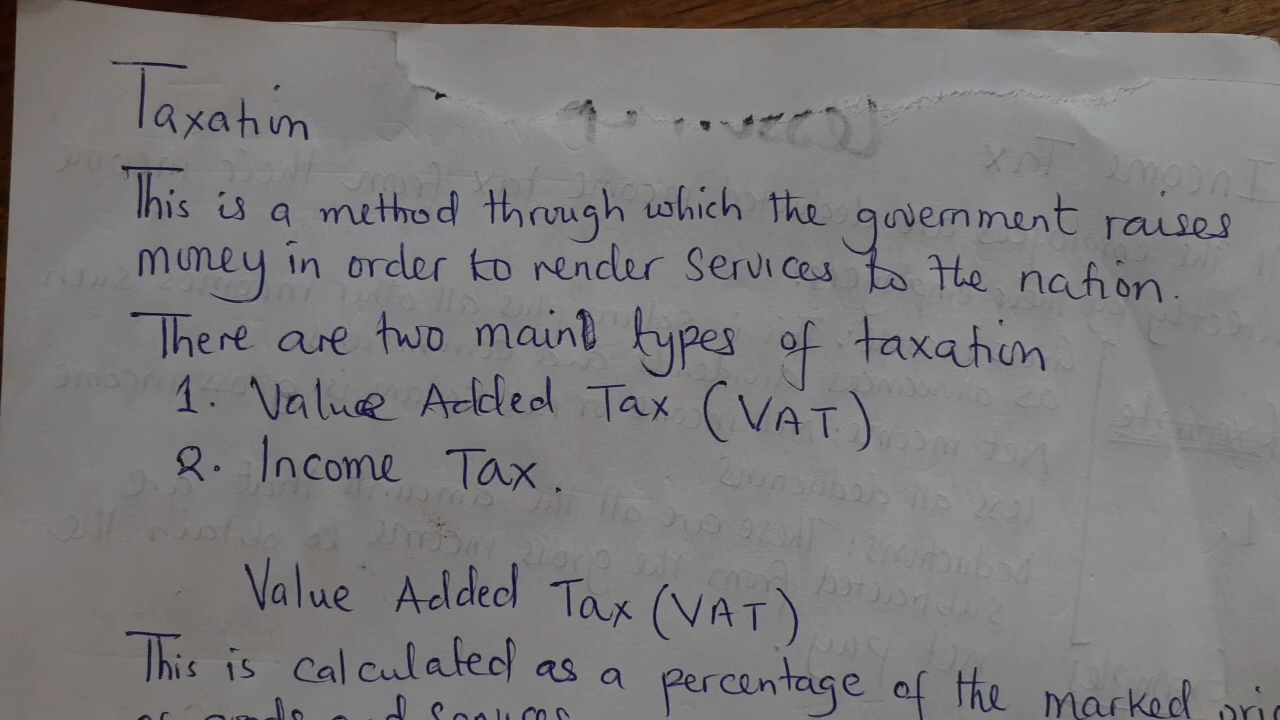 Taxation
This is a method through which the government raises
money in order to render services to the nation.
There are two main types of taxation
1. Value Added Tax (VAT)
2. Income Tax.
Value Added Tax (VAT)
This is calculated as a percentage of the marked